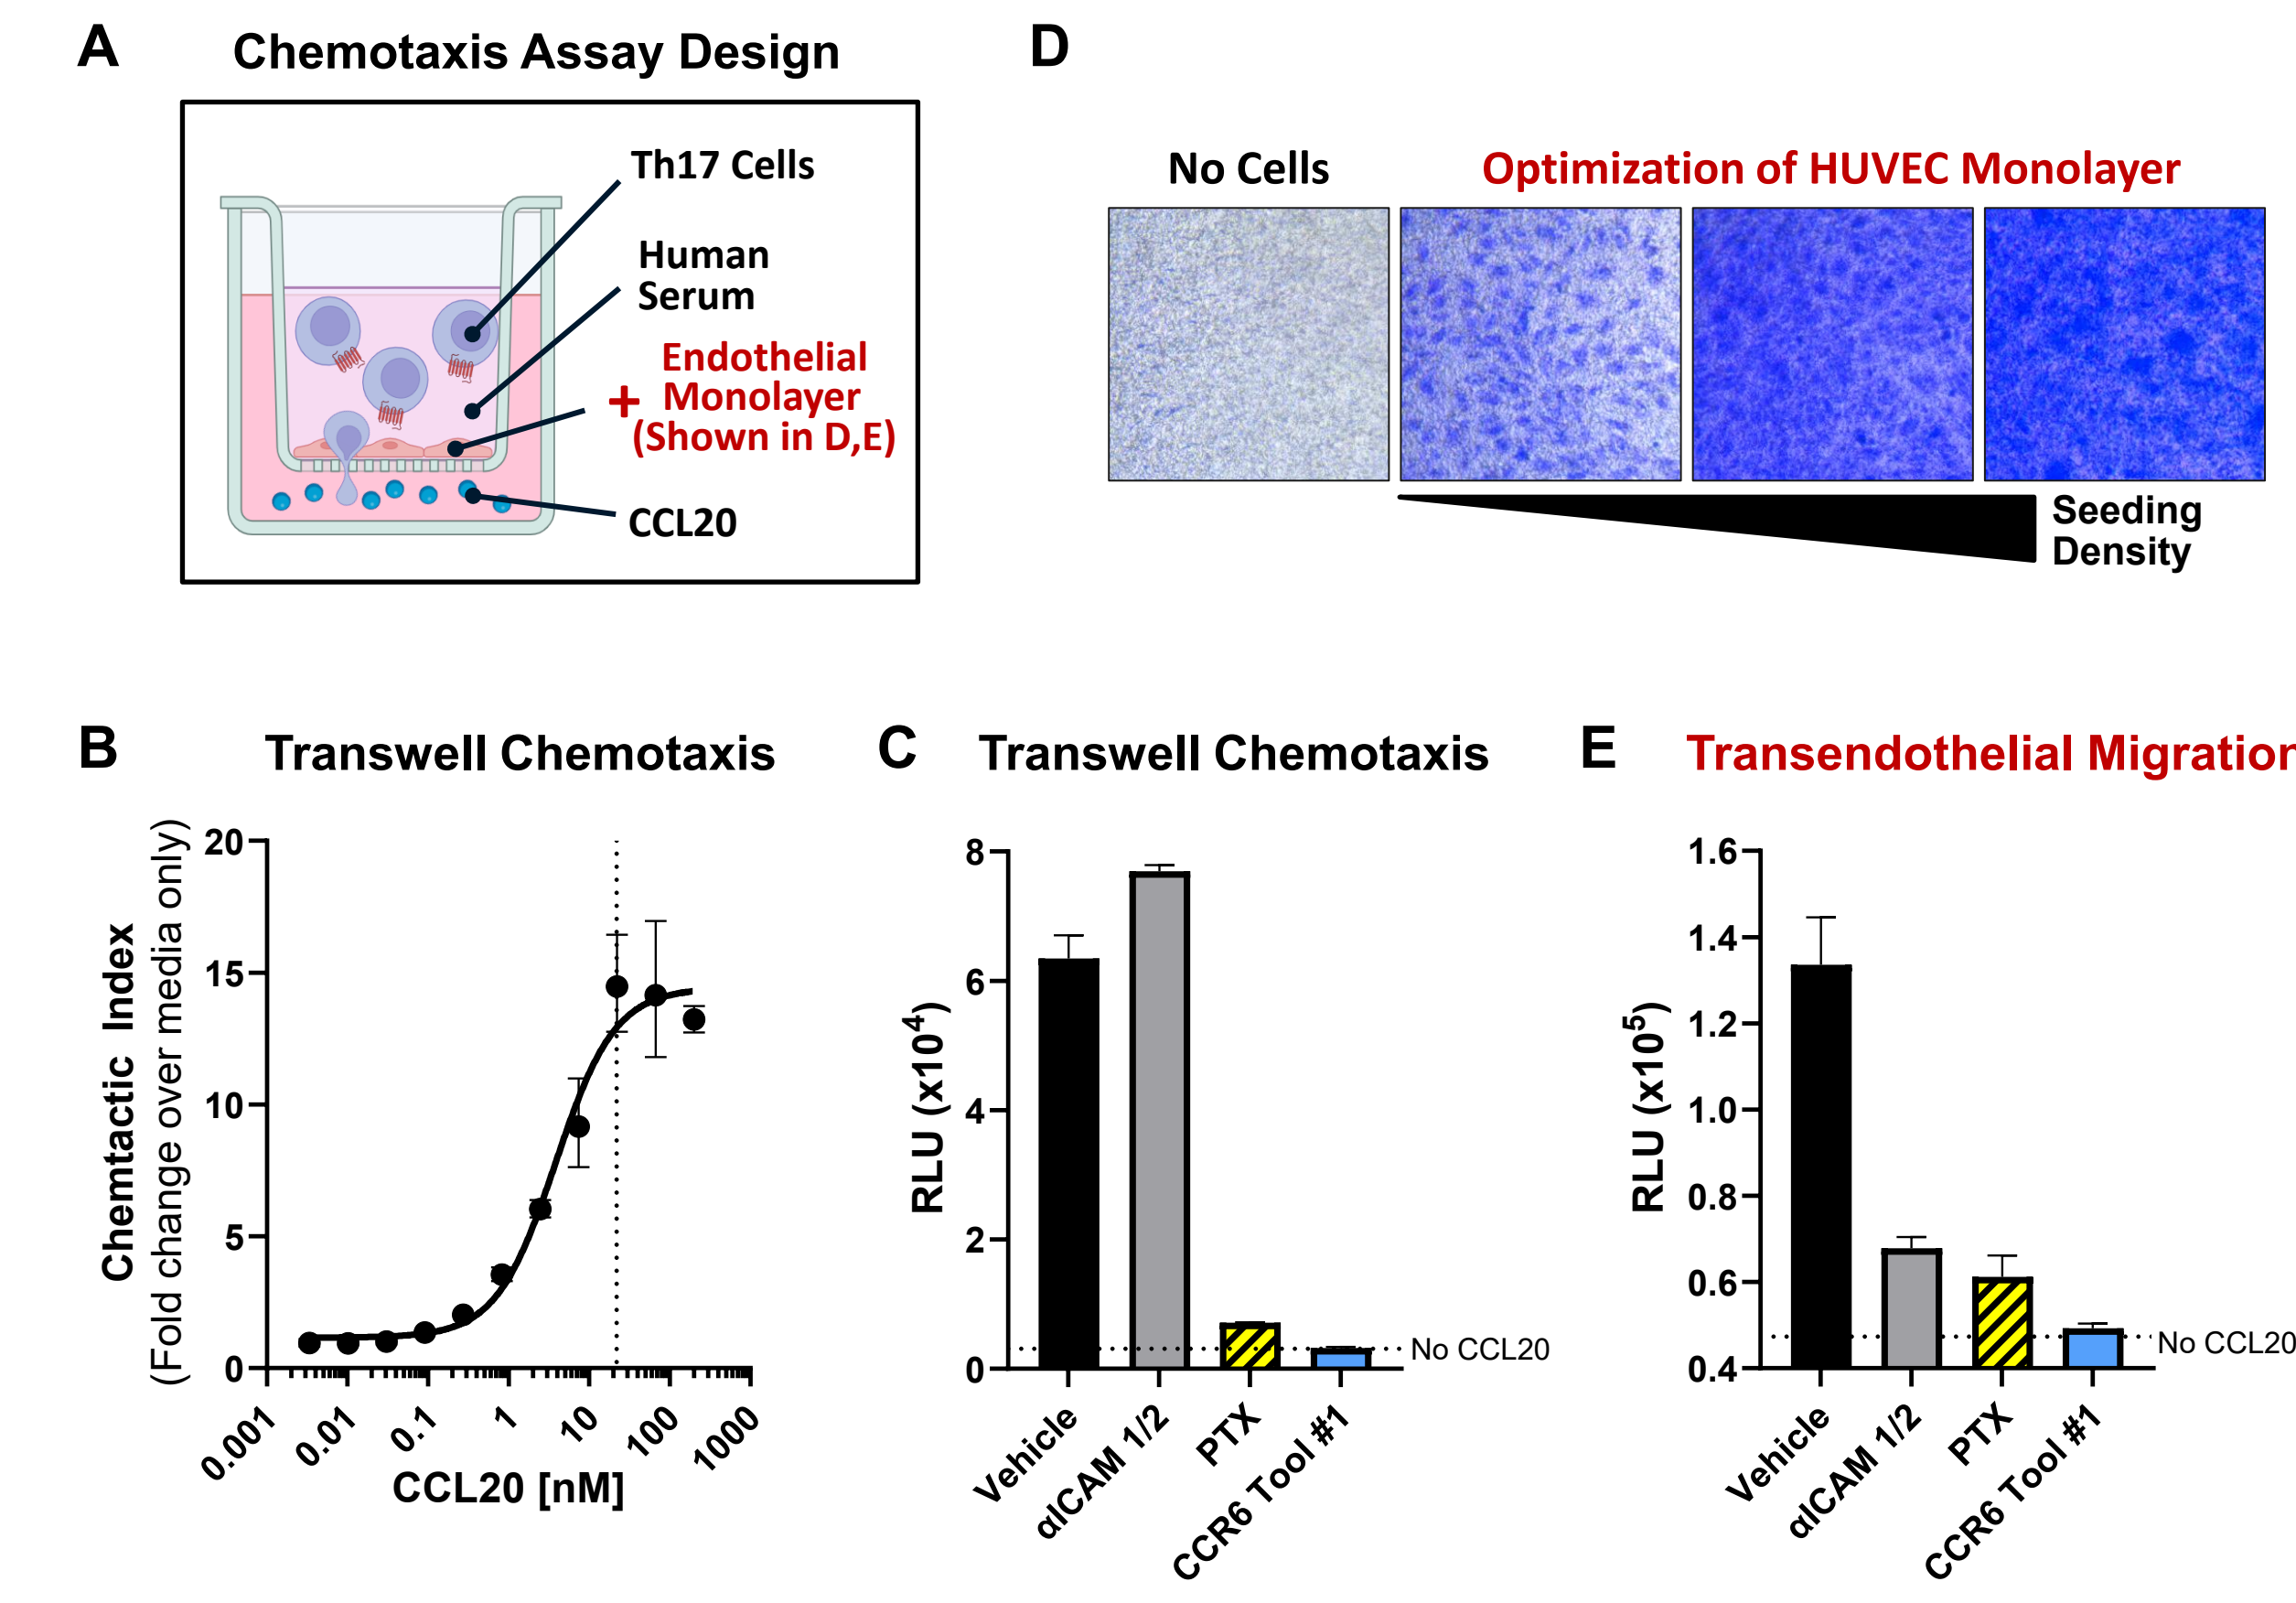 A
Chemotaxis Assay Design
Th17 Cells
Human
Serum
+
Endothelial
Monolayer
(Shown in D,E)
CCL20
D
No Cells
Optimization of HUVEC Monolayer
Seeding
Density
B
Transwell Chemotaxis
Chemtactic Index
(Fold change over media only)
20
15
10
5
0
0.001
0.01
0.1
1
10
100
1000
CCL20 [nM]
C
Transwell Chemotaxis
RLU (x10⁴)
8
6
4
2
0
No CCL20
Vehicle
αICAM 1/2
PTX
CCR6 Tool #1
E
Transendothelial Migration
RLU (x10⁵)
1.6
1.4
1.2
1.0
0.8
0.6
0.4
No CCL20
Vehicle
αICAM 1/2
PTX
CCR6 Tool #1